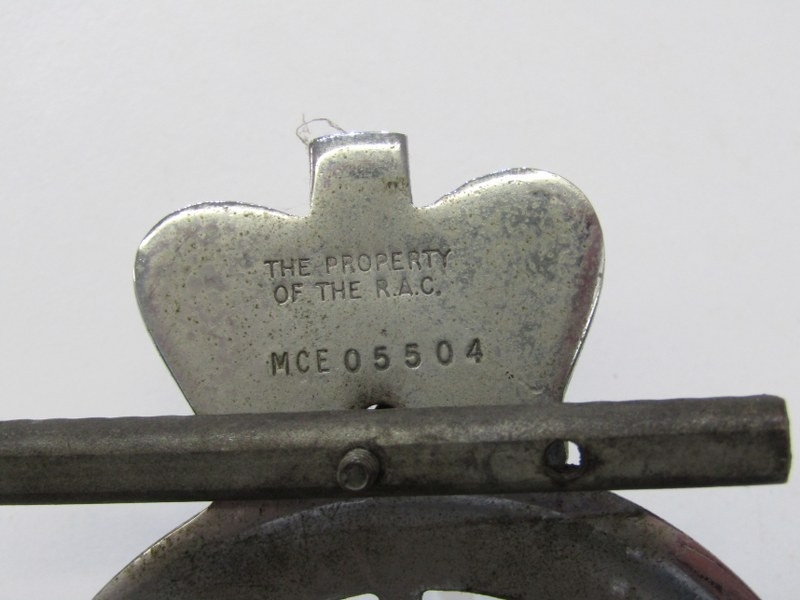 THE PROPERTY
OF THE R.A.C.
MCE 05504